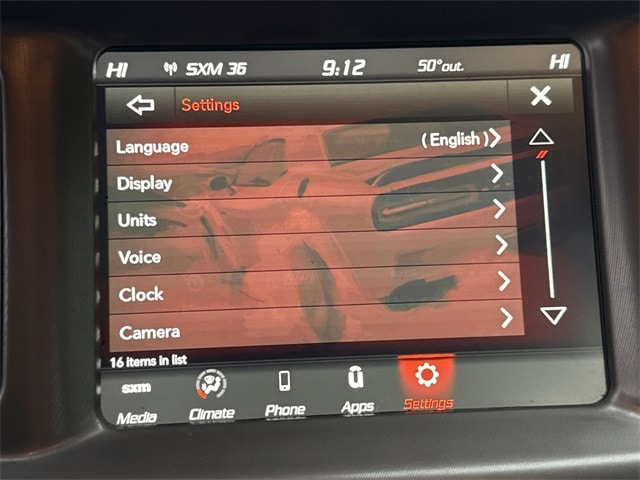 HI SXM 36 9:12 50°out. HI
Settings
Language (English)
Display
Units
Voice
Clock
Camera
16 items in list
sxm
Media Climate Phone Apps Settings